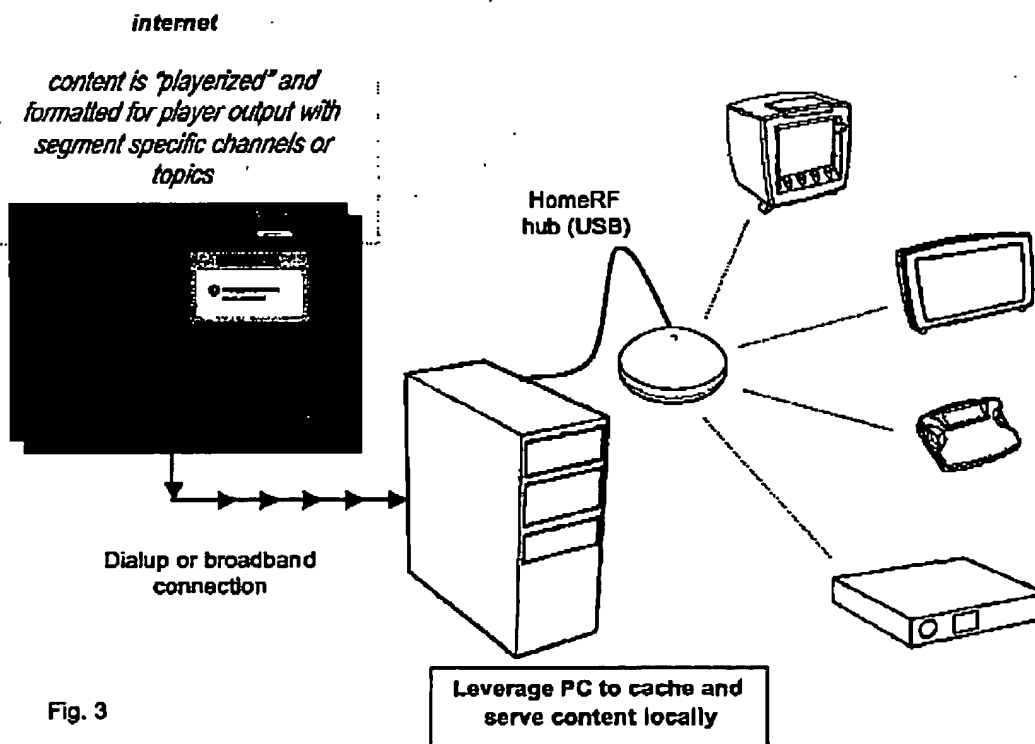 internet
content is "playerized" and
formatted for player output with
segment specific channels or
topics
HomeRF
hub (USB)
Dialup or broadband
connection
Leverage PC to cache and
serve content locally
Fig. 3